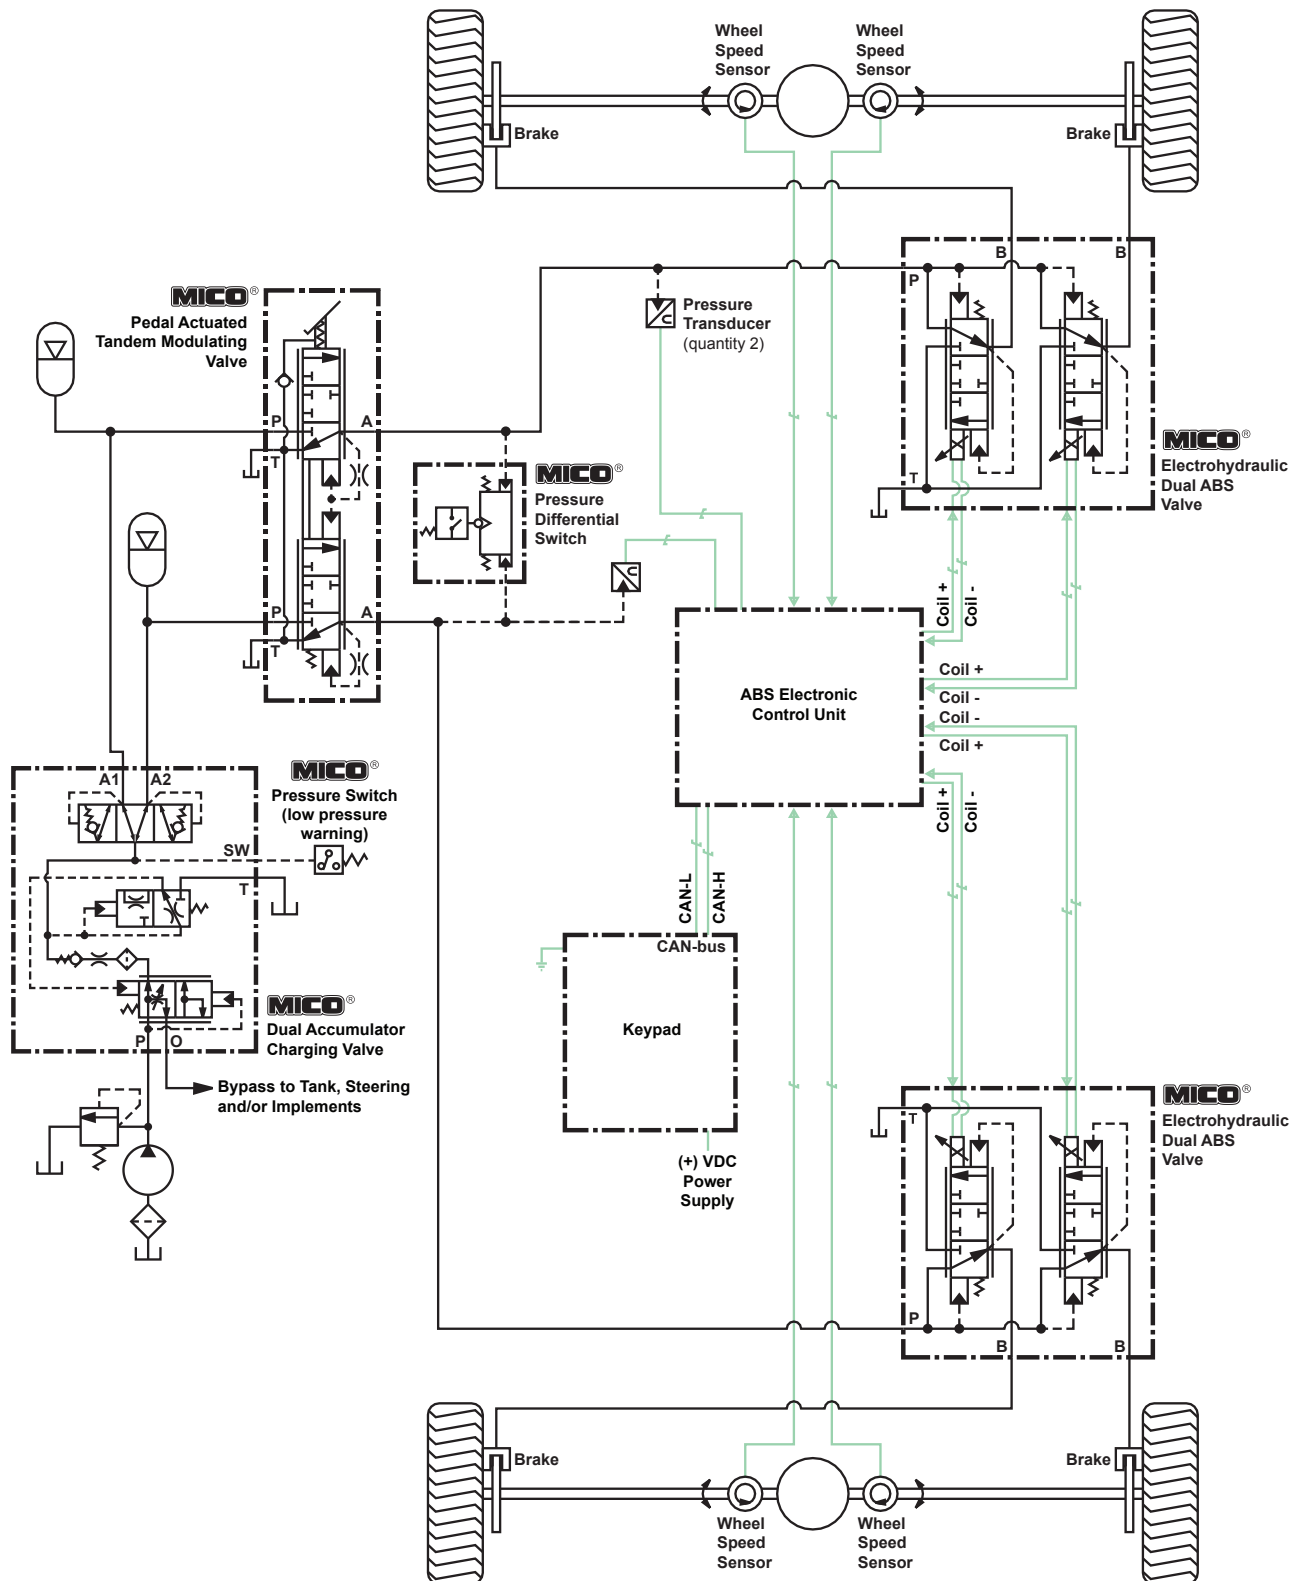 Wheel
Speed
Sensor
Wheel
Speed
Sensor
Brake
Brake
B
B
P
MICO®
Pedal Actuated
Tandem Modulating
Valve
Pressure
Transducer
(quantity 2)
P
A
T
MICO®
Pressure
Differential
Switch
MICO®
Electrohydraulic
Dual ABS
Valve
T
P
A
T
Coil +
Coil -
Coil +
Coil -
Coil -
Coil +
ABS Electronic
Control Unit
Coil +
Coil -
A1
A2
MICO®
Pressure Switch
(low pressure
warning)
SW
T
CAN-L
CAN-H
CAN-bus
Keypad
MICO®
Dual Accumulator
Charging Valve
P
O
Bypass to Tank, Steering
and/or Implements
(+) VDC
Power
Supply
MICO®
Electrohydraulic
Dual ABS
Valve
T
P
B
B
Brake
Brake
Wheel
Speed
Sensor
Wheel
Speed
Sensor